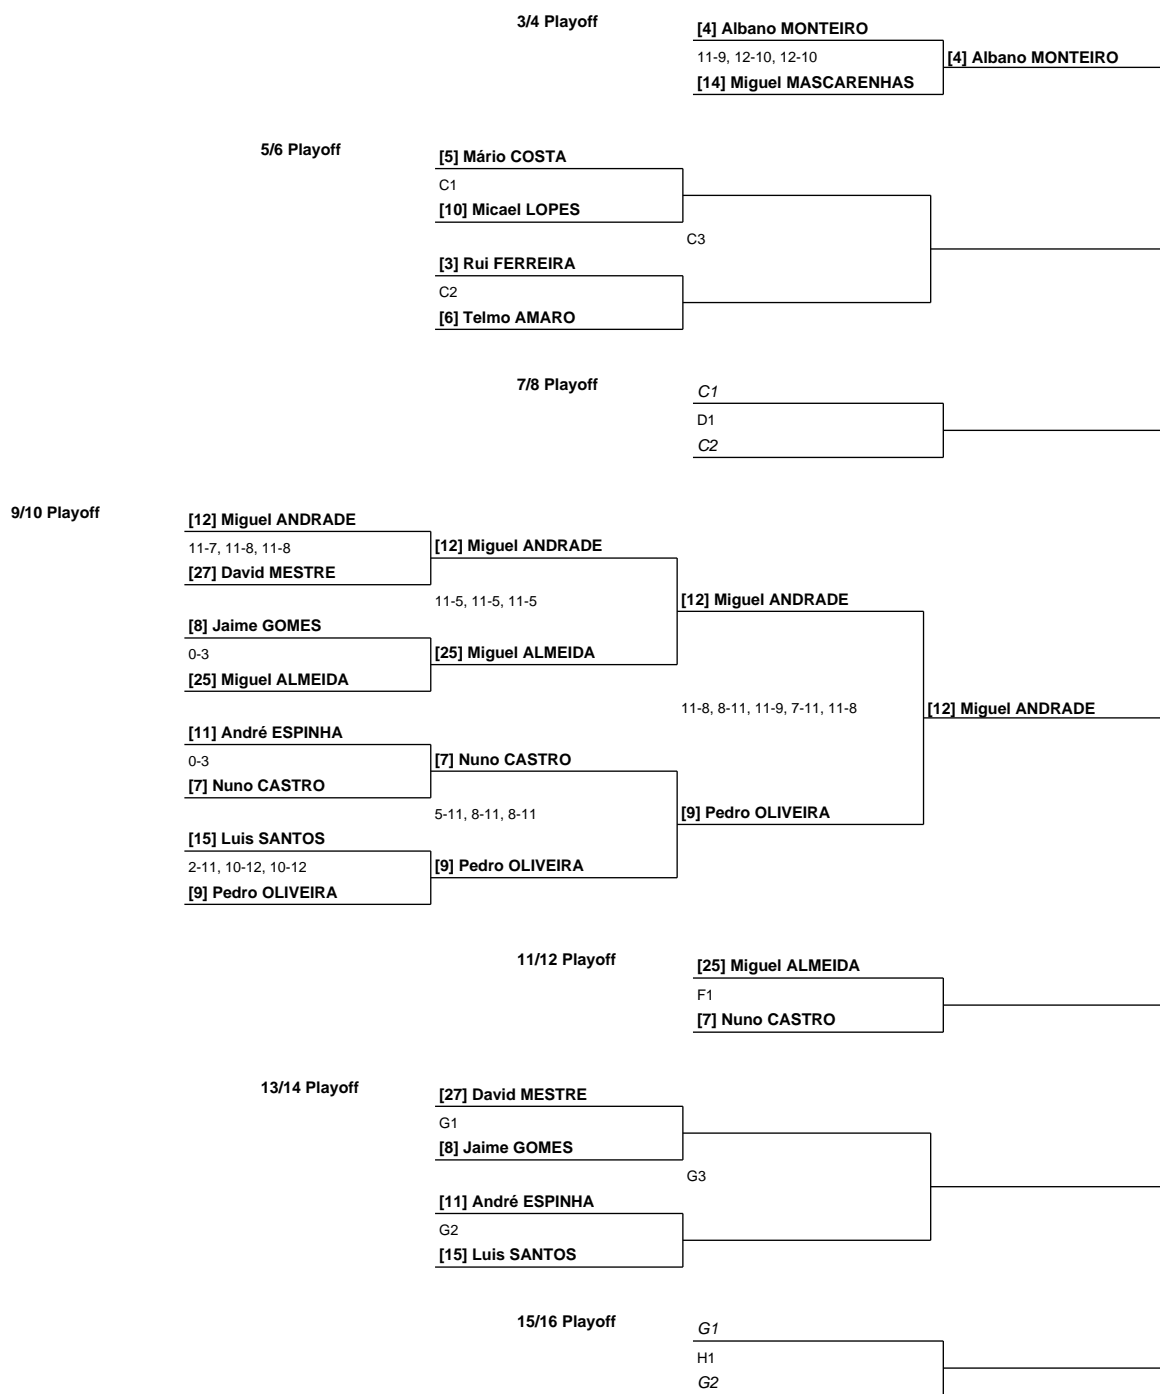 3/4 Playoff
[4] Albano MONTEIRO
11-9, 12-10, 12-10
[4] Albano MONTEIRO
[14] Miguel MASCARENHAS
5/6 Playoff
[5] Mário COSTA
C1
[10] Micael LOPES
C3
[3] Rui FERREIRA
C2
[6] Telmo AMARO
7/8 Playoff
C1
D1
C2
9/10 Playoff
[12] Miguel ANDRADE
11-7, 11-8, 11-8
[12] Miguel ANDRADE
[27] David MESTRE
11-5, 11-5, 11-5
[12] Miguel ANDRADE
[8] Jaime GOMES
0-3
[25] Miguel ALMEIDA
[25] Miguel ALMEIDA
11-8, 8-11, 11-9, 7-11, 11-8
[12] Miguel ANDRADE
[11] André ESPINHA
0-3
[7] Nuno CASTRO
[7] Nuno CASTRO
5-11, 8-11, 8-11
[9] Pedro OLIVEIRA
[15] Luis SANTOS
2-11, 10-12, 10-12
[9] Pedro OLIVEIRA
[9] Pedro OLIVEIRA
11/12 Playoff
[25] Miguel ALMEIDA
F1
[7] Nuno CASTRO
13/14 Playoff
[27] David MESTRE
G1
[8] Jaime GOMES
G3
[11] André ESPINHA
G2
[15] Luis SANTOS
15/16 Playoff
G1
H1
G2